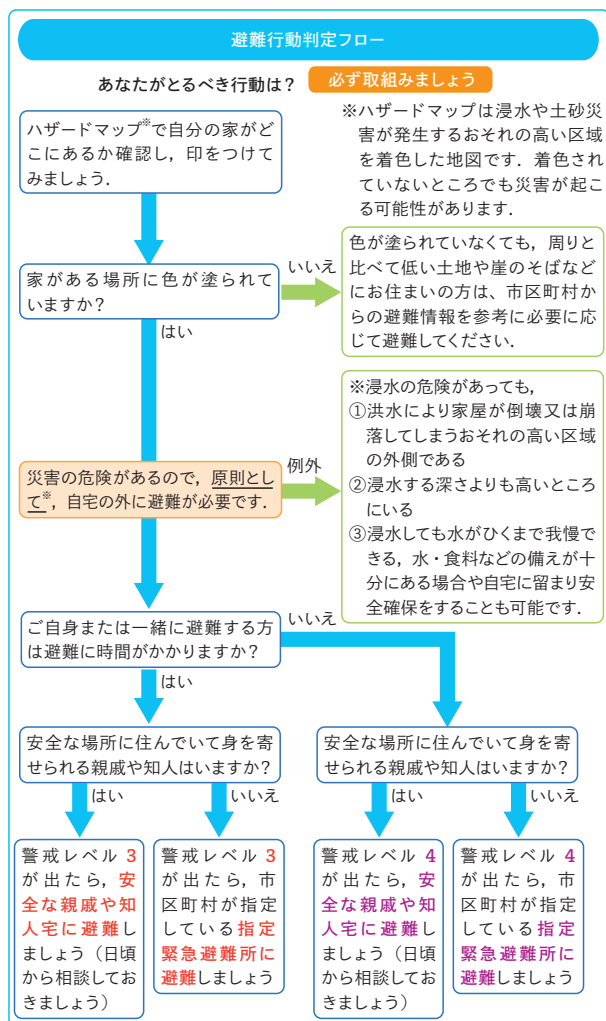 避難行動判定フロー
あなたがとるべき行動は？
必ず取組みましょう
ハザードマップ※で自分の家がど
こにあるか確認し，印をつけて
みましょう．
※ハザードマップは浸水や土砂災
害が発生するおそれの高い区域
を着色した地図です．着色され
ていないところでも災害が起こ
る可能性があります．
家がある場所に色が塗られて
いますか？
いいえ
色が塗られていなくても，周りと
比べて低い土地や崖のそばなど
にお住まいの方は、市区町村か
らの避難情報を参考に必要に応
じて避難してください．
はい
災害の危険があるので，原則とし
て※，自宅の外に避難が必要です．
例外
※浸水の危険があっても，
①洪水により家屋が倒壊又は崩
落してしまうおそれの高い区域
の外側である
②浸水する深さよりも高いところ
にいる
③浸水しても水がひくまで我慢で
きる，水・食料などの備えが十
分にある場合や自宅に留まり安
全確保をすることも可能です．
ご自身または一緒に避難する方
は避難に時間がかかりますか？
いいえ
はい
安全な場所に住んでいて身を寄
せられる親戚や知人はいますか？
安全な場所に住んでいて身を寄
せられる親戚や知人はいますか？
はい
いいえ
はい
いいえ
警戒レベル 3
が出たら，安
全な親戚や知
人宅に避難し
ましょう（日頃
から相談してお
きましょう）
警戒レベル 3
が出たら，市
区町村が指定
している指定
緊急避難所に
避難しましょう
警戒レベル 4
が出たら，安
全な親戚や知
人宅に避難し
ましょう（日頃
から相談してお
きましょう）
警戒レベル 4
が出たら，市
区町村が指定
している指定
緊急避難所に
避難しましょう